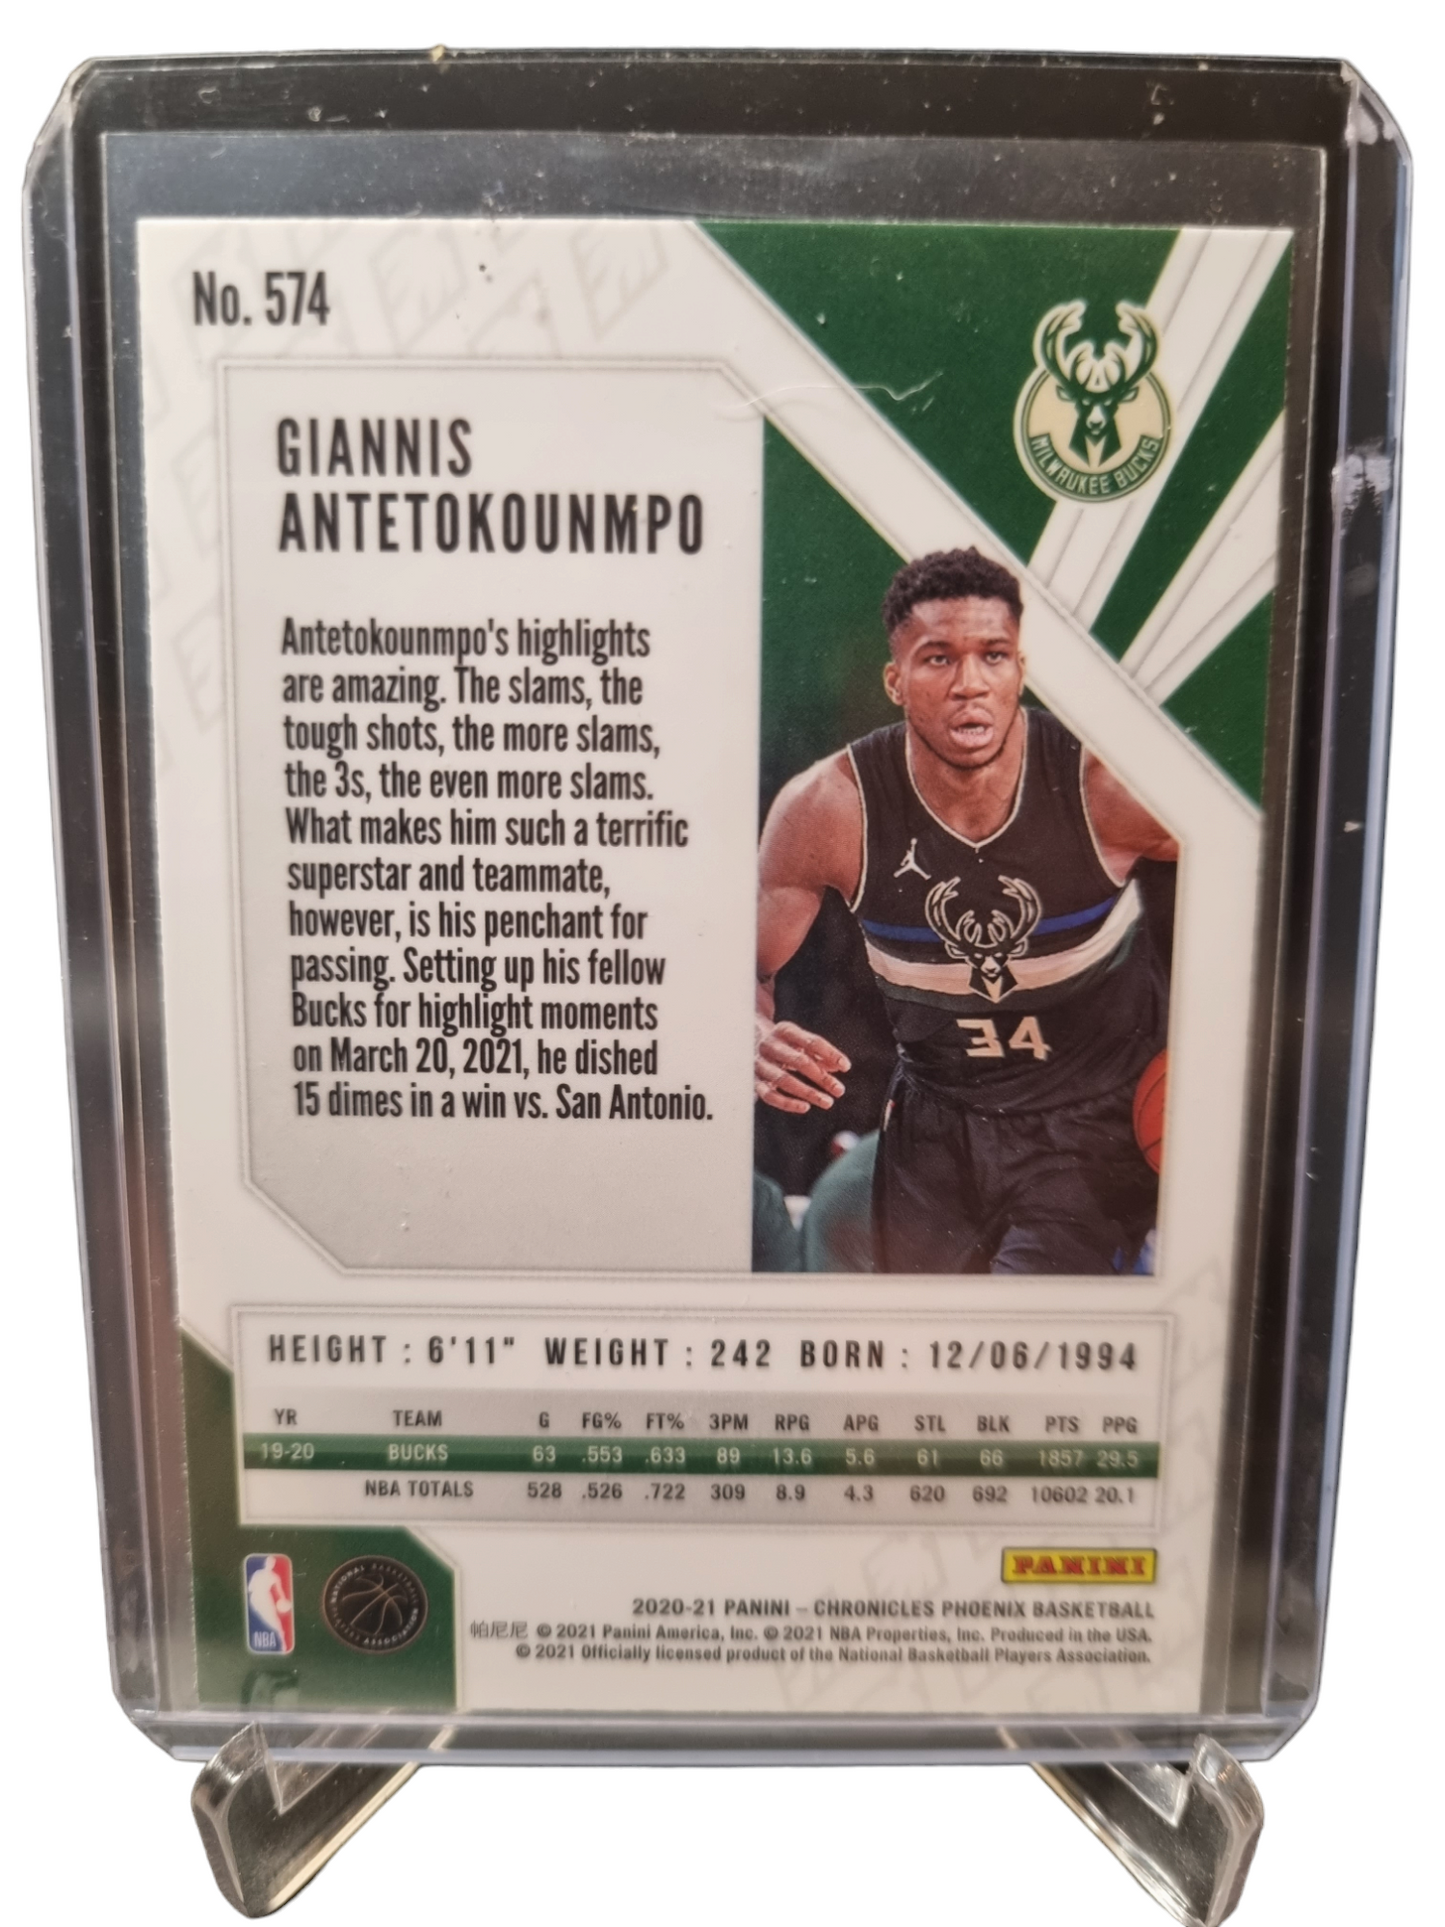 No. 574
MILWAUKEE BUCKS
GIANNIS
ANTETOKOUNMPO
Antetokounmpo's highlights
are amazing. The slams, the
tough shots, the more slams,
the 3s, the even more slams.
What makes him such a terrific
superstar and teammate,
however, is his penchant for
passing. Setting up his fellow
Bucks for highlight moments
on March 20, 2021, he dished
15 dimes in a win vs. San Antonio.
34
HEIGHT : 6'11" WEIGHT : 242 BORN : 12/06/1994
YR TEAM G FG% FT% 3PM RPG APG STL BLK PTS PPG
19-20 BUCKS 63 .553 .633 89 13.6 5.6 61 66 1857 29.5
NBA TOTALS 528 .526 .722 309 8.9 4.3 620 692 10602 20.1
PANINI
NBA
NATIONAL BASKETBALL PLAYERS ASSOCIATION
2020-21 PANINI – CHRONICLES PHOENIX BASKETBALL
帕尼尼 © 2021 Panini America, Inc. © 2021 NBA Properties, Inc. Produced in the USA.
© 2021 Officially licensed product of the National Basketball Players Association.